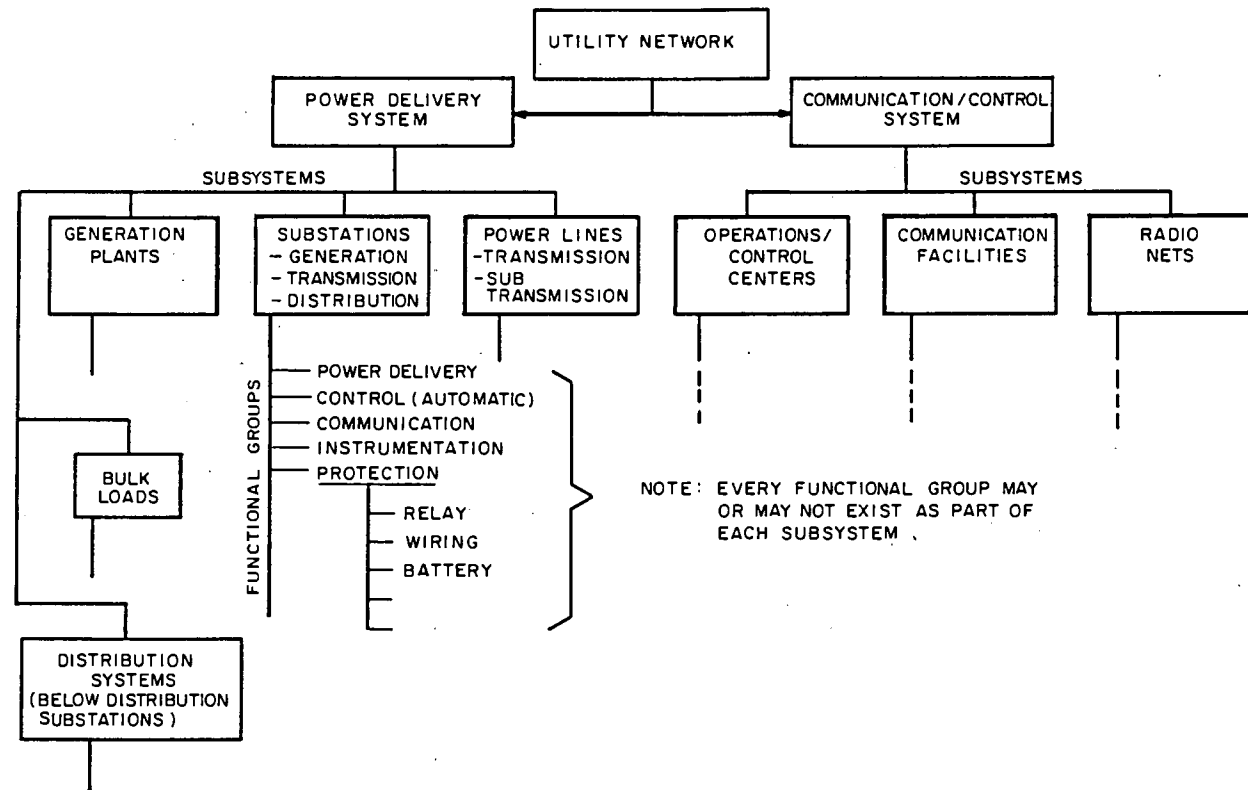 UTILITY NETWORK
POWER DELIVERY
SYSTEM
COMMUNICATION/CONTROL
SYSTEM
SUBSYSTEMS
SUBSYSTEMS
GENERATION
PLANTS
SUBSTATIONS
- GENERATION
- TRANSMISSION
- DISTRIBUTION
POWER LINES
-TRANSMISSION
-SUB
TRANSMISSION
OPERATIONS/
CONTROL
CENTERS
COMMUNICATION
FACILITIES
RADIO
NETS
FUNCTIONAL GROUPS
POWER DELIVERY
CONTROL (AUTOMATIC)
COMMUNICATION
INSTRUMENTATION
PROTECTION
RELAY
WIRING
BATTERY
BULK
LOADS
NOTE: EVERY FUNCTIONAL GROUP MAY
OR MAY NOT EXIST AS PART OF
EACH SUBSYSTEM.
DISTRIBUTION
SYSTEMS
(BELOW DISTRIBUTION
SUBSTATIONS)